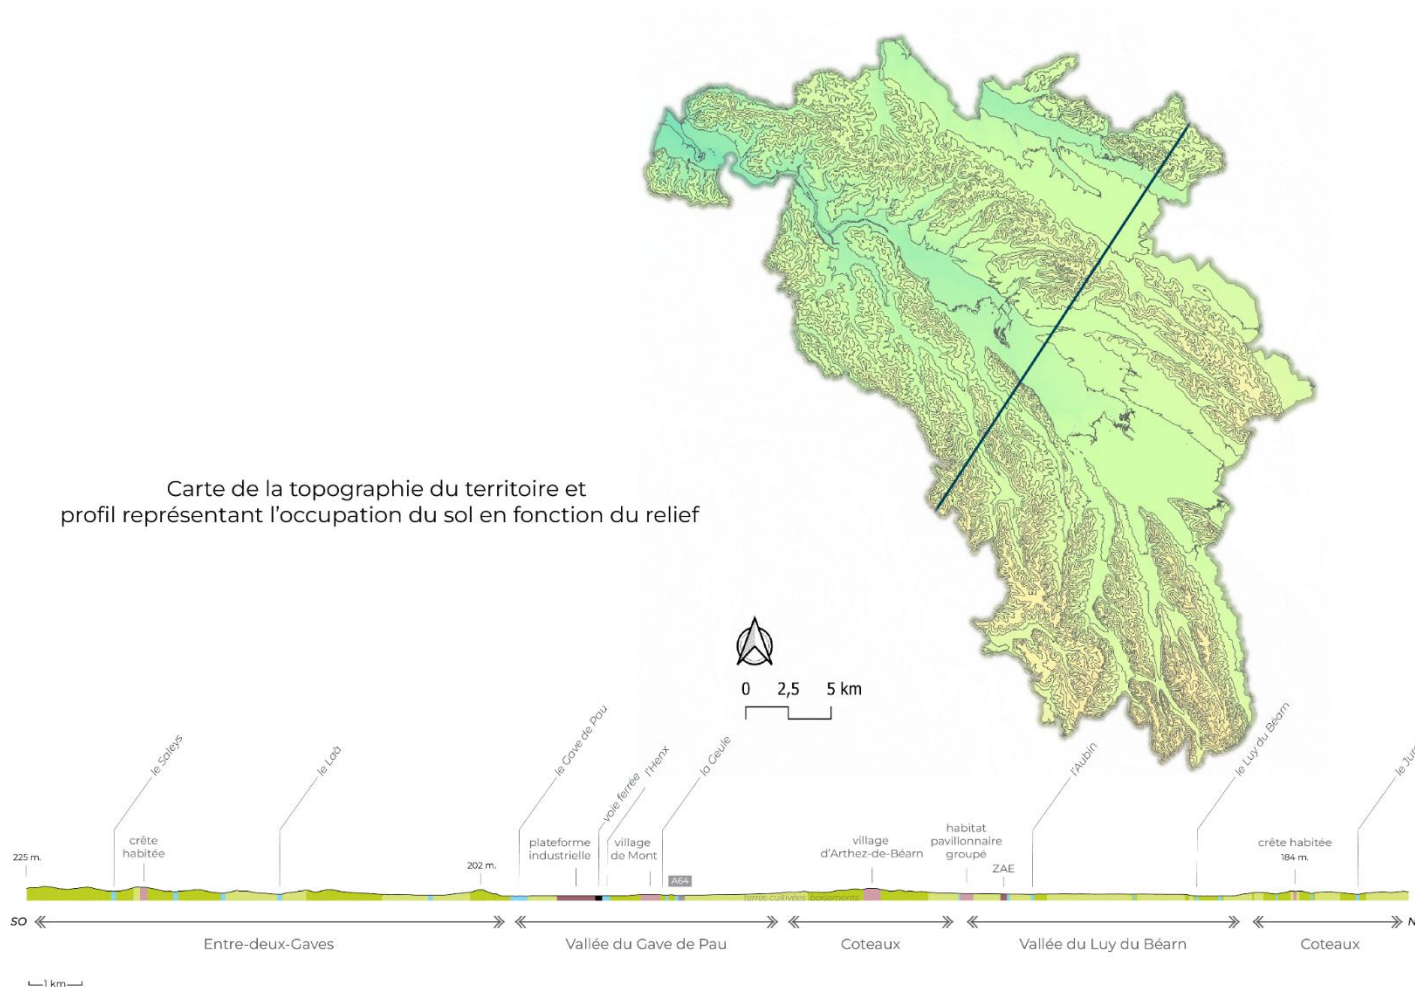 Carte de la topographie du territoire et
profil représentant l'occupation du sol en fonction du relief
0 2,5 5 km
le Saleys
le Laà
le Gave de Pau
voie ferrée
l'Henx
la Geule
l'Aubin
le Luy du Béarn
crête
habitée
plateforme
industrielle
village
de Mont
village
d'Arthez-de-Béarn
habitat
pavillonnaire
groupé
ZAE
crête habitée
184 m.
225 m.
202 m.
A64
terres cultivées boisements
SO
Entre-deux-Gaves
Vallée du Gave de Pau
Coteaux
Vallée du Luy du Béarn
Coteaux
N
1 km